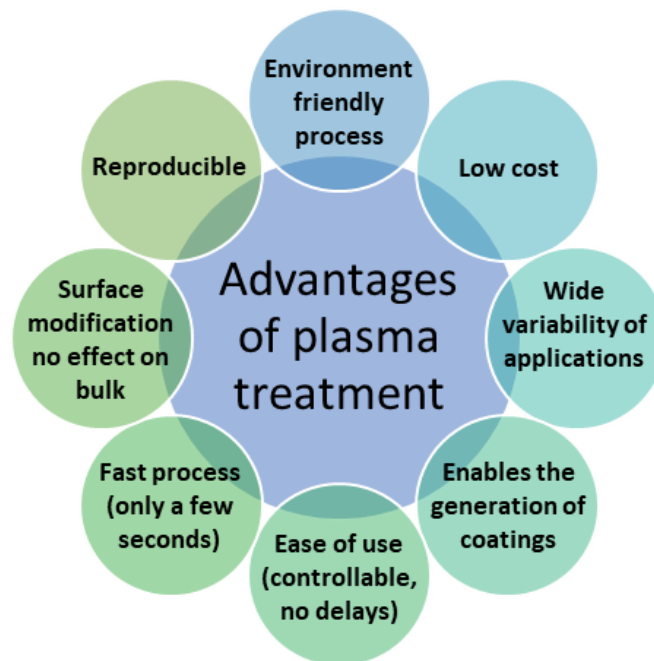 Environment
friendly
process
Low cost
Wide
variability of
applications
Enables the
generation of
coatings
Ease of use
(controllable,
no delays)
Fast process
(only a few
seconds)
Surface
modification
no effect on
bulk
Reproducible
Advantages
of plasma
treatment